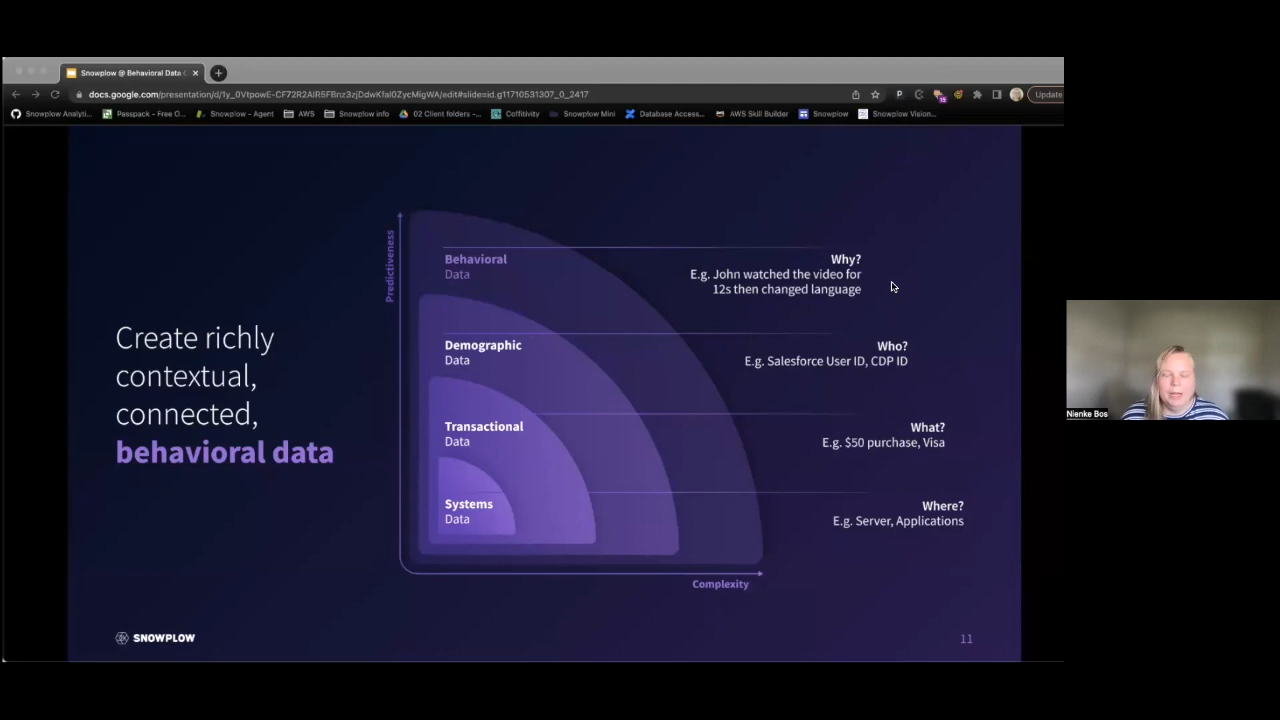 Snowplow @ Behavioral Data
docs.google.com/presentation/d/1y_0VtpowE-CF72R2AIR5FBnz3zjDdwKfaI0ZycMigWA/edit#slide=id.g11710531307_0_2417
Update
Snowplow Analyti...
Passpack - Free O...
Snowplow - Agent
AWS
Snowplow info
02 Client folders -...
Coffitivity
Snowplow Mini
Database Access...
AWS Skill Builder
Snowplow
Snowplow Vision...
Create richly
contextual,
connected,
behavioral data
Predictiveness
Behavioral
Data
Why?
E.g. John watched the video for
12s then changed language
Demographic
Data
Who?
E.g. Salesforce User ID, CDP ID
Transactional
Data
What?
E.g. $50 purchase, Visa
Systems
Data
Where?
E.g. Server, Applications
Complexity
SNOWPLOW
11
Nienke Bos